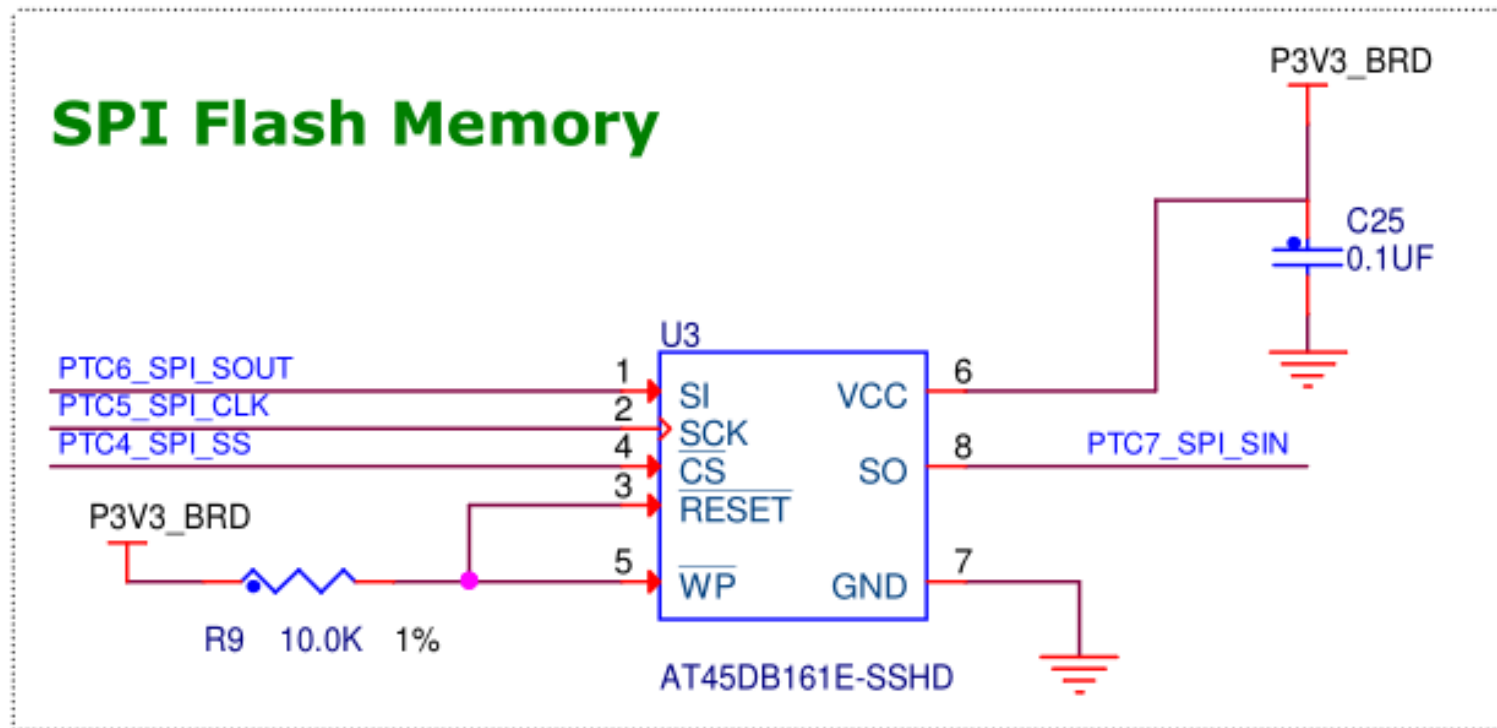 P3V3_BRD
SPI Flash Memory
C25
0.1UF
U3
PTC6_SPI_SOUT 1 SI VCC 6
PTC5_SPI_CLK 2 SCK
PTC4_SPI_SS 4 CS SO 8 PTC7_SPI_SIN
3 RESET
P3V3_BRD
5 WP GND 7
R9 10.0K 1%
AT45DB161E-SSHD